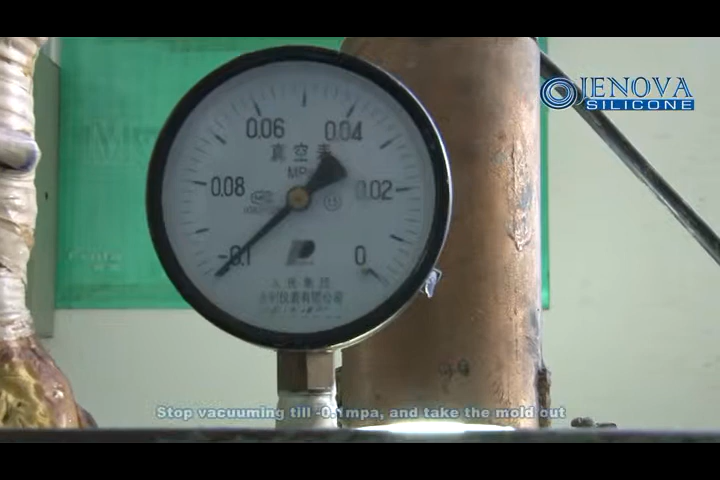 JENOVA
SILICONE
0.06
0.04
真空表
MPa
0.08
0.02
-0.1
0
Stop vacuuming till -0.1mpa, and take the mold out